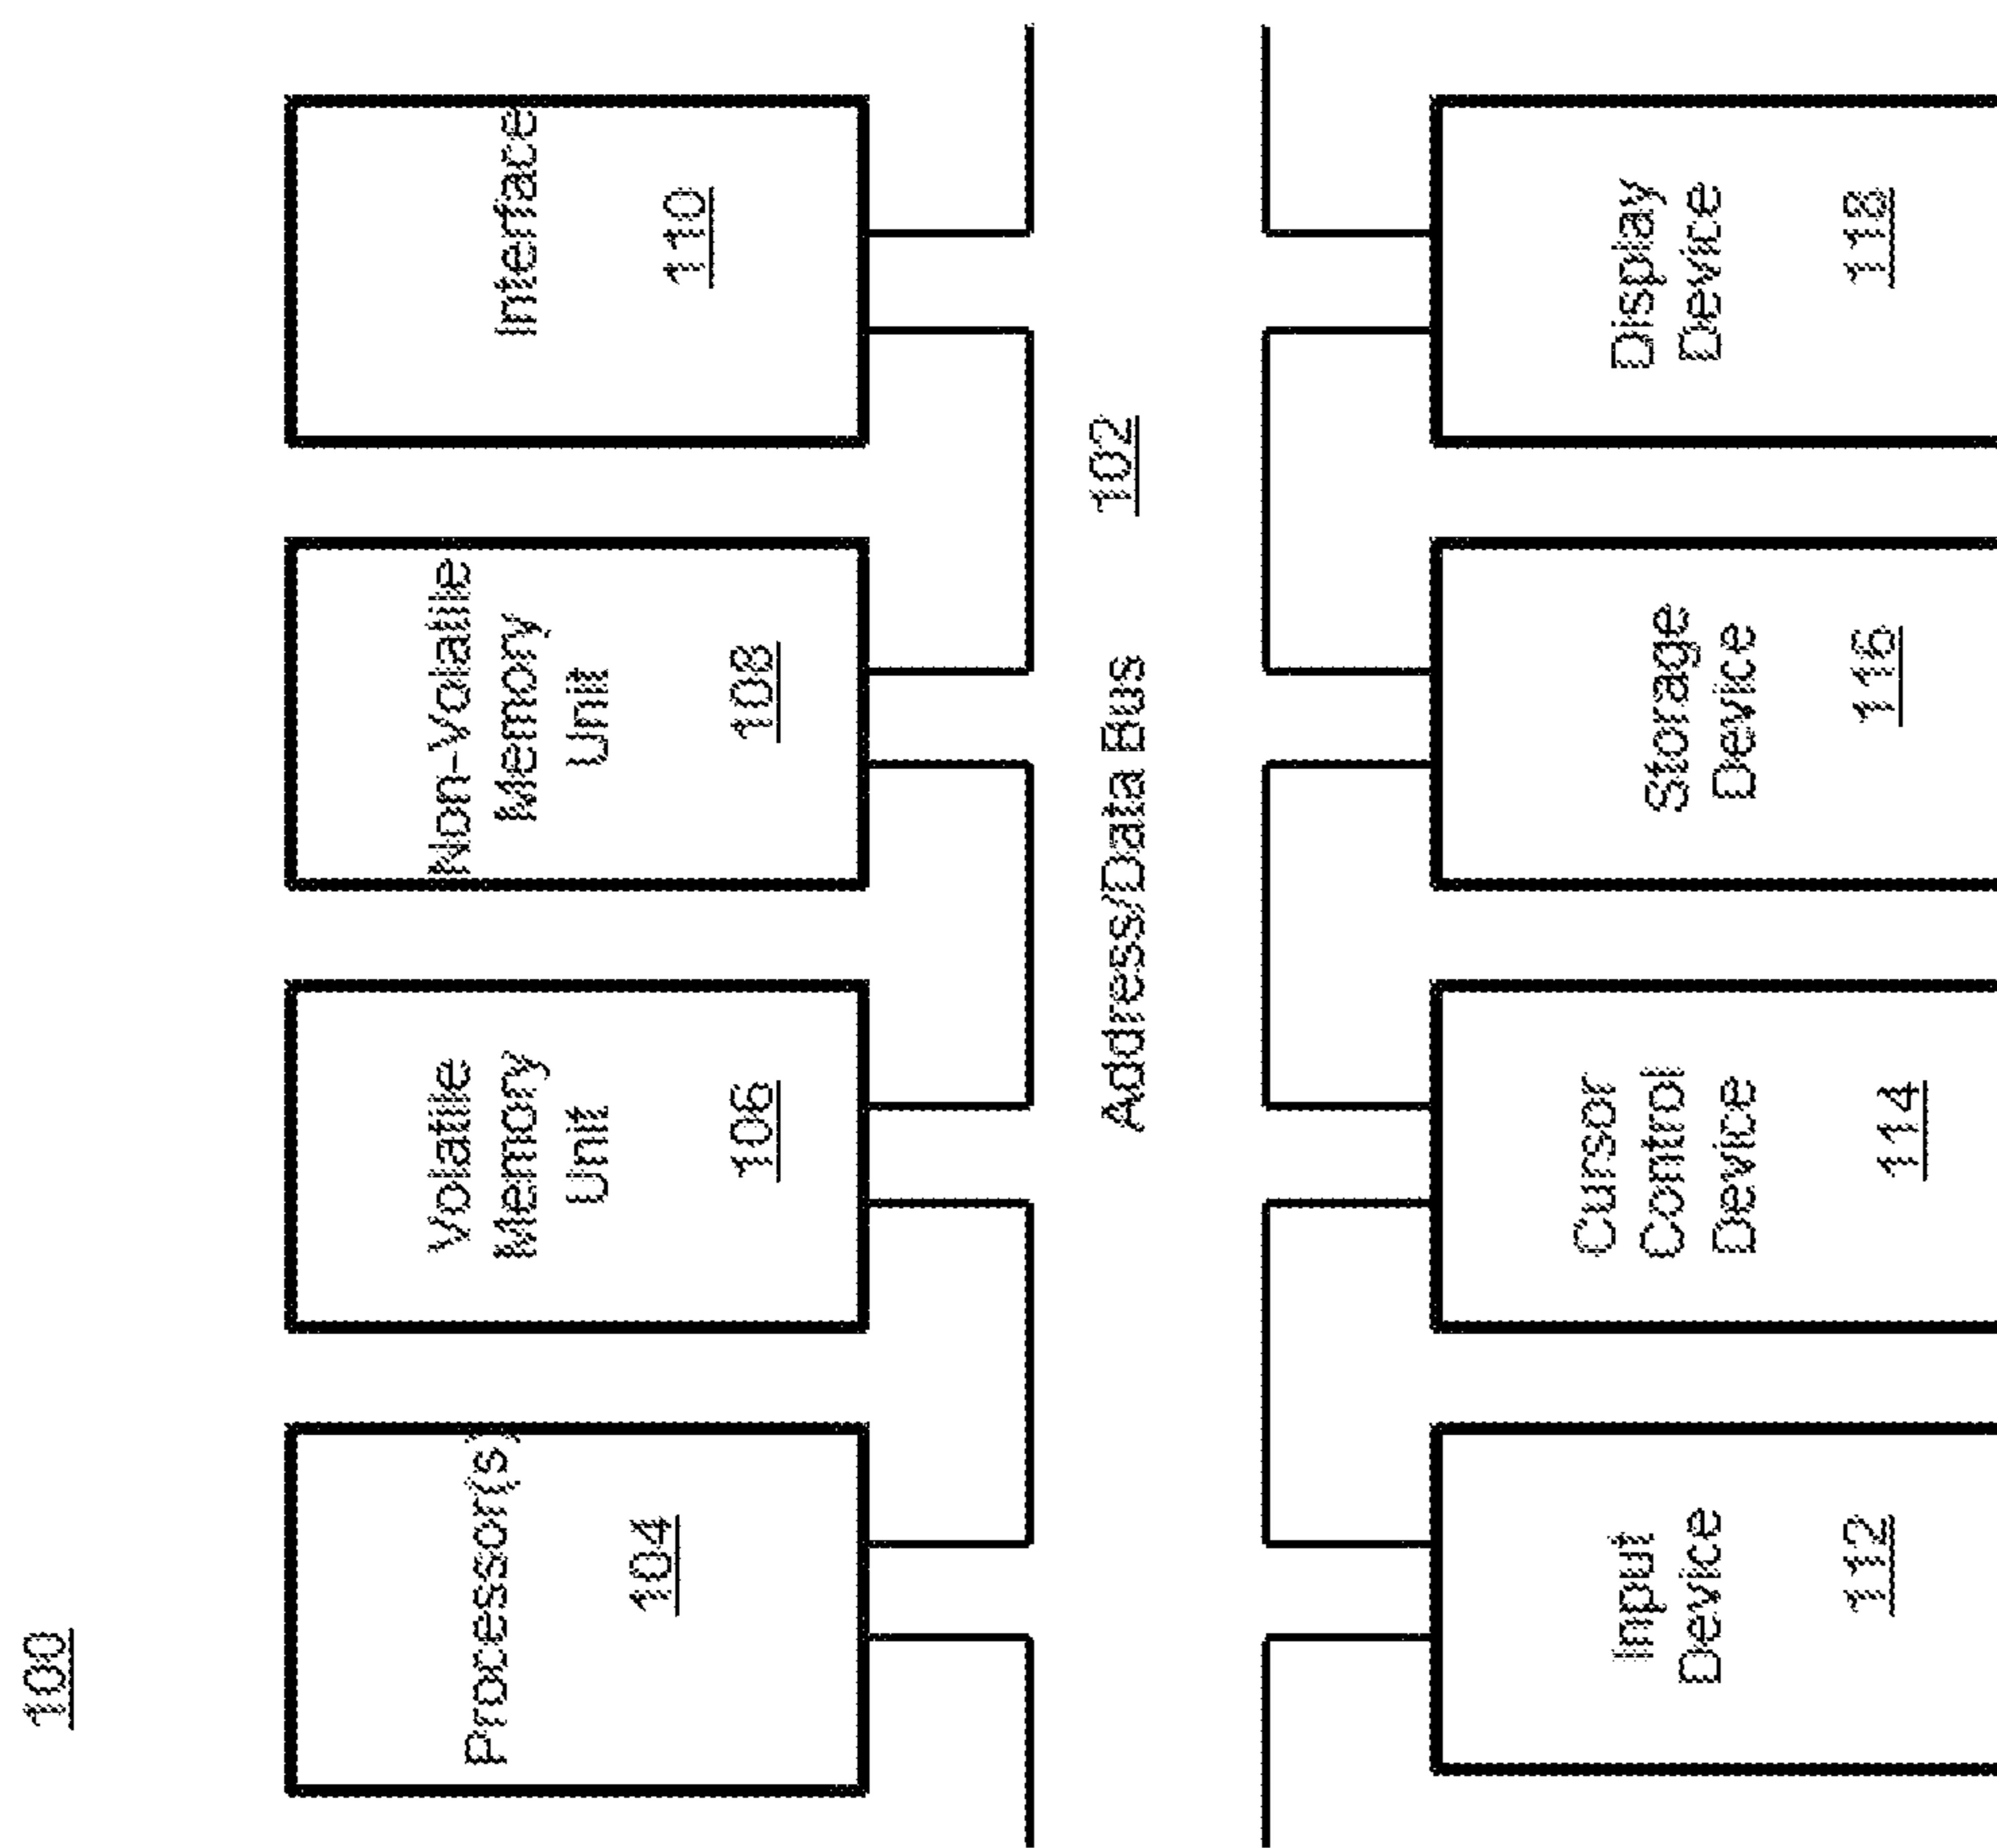 100
Processor(s)
104
Volatile
Memory
Unit
106
Non-Volatile
Memory
Unit
108
Interface
110
Address/Data Bus 102
Input
Device
112
Cursor
Control
Device
114
Storage
Device
116
Display
Device
118